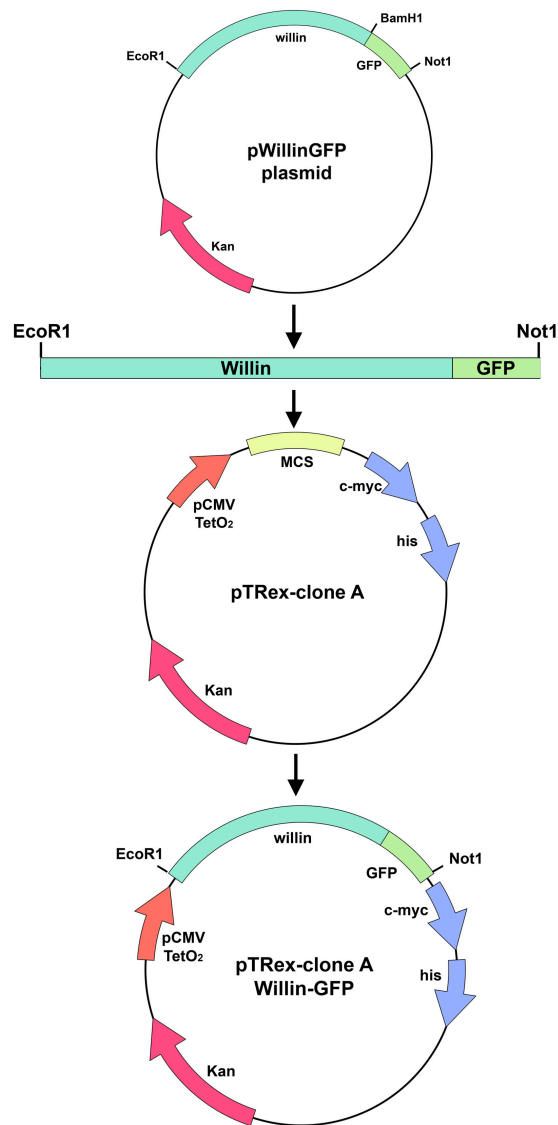 BamH1
willin
EcoR1
Not1
GFP
pWillinGFP
plasmid
Kan
EcoR1
Not1
Willin
GFP
MCS
c-myc
pCMV
TetO2
his
pTRex-clone A
Kan
willin
EcoR1
Not1
GFP
c-myc
pCMV
TetO2
his
pTRex-clone A
Willin-GFP
Kan